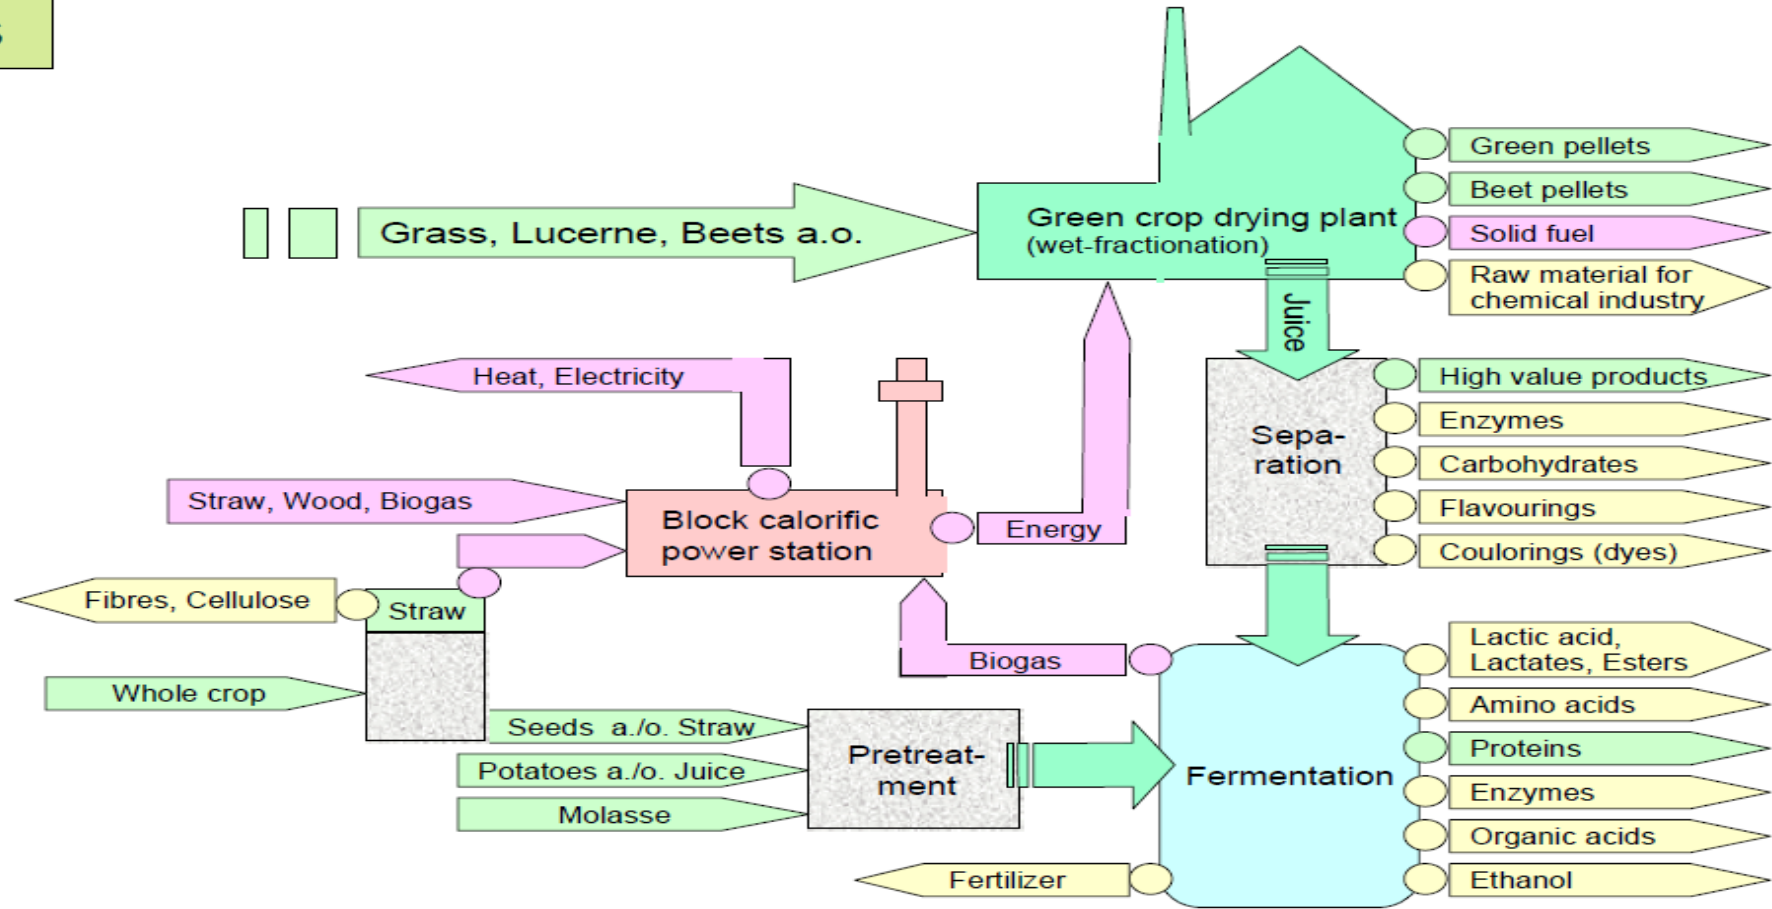 s
Green pellets
Beet pellets
Grass, Lucerne, Beets a.o.
Green crop drying plant
(wet-fractionation)
Solid fuel
Raw material for
chemical industry
Juice
Heat, Electricity
High value products
Enzymes
Sepa-
ration
Carbohydrates
Flavourings
Coulorings (dyes)
Straw, Wood, Biogas
Block calorific
power station
Energy
Fibres, Cellulose
Straw
Whole crop
Biogas
Lactic acid,
Lactates, Esters
Amino acids
Proteins
Enzymes
Organic acids
Ethanol
Seeds a./o. Straw
Potatoes a./o. Juice
Molasse
Pretreat-
ment
Fermentation
Fertilizer